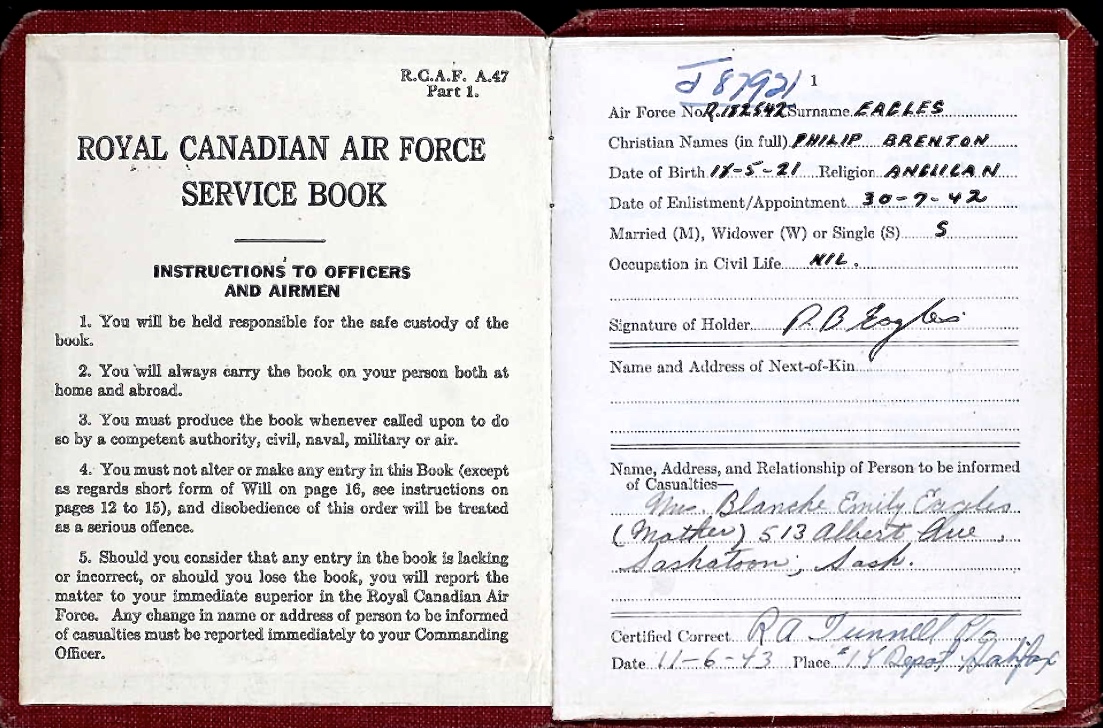 R.C.A.F. A.47
Part 1.
ROYAL CANADIAN AIR FORCE
SERVICE BOOK
INSTRUCTIONS TO OFFICERS
AND AIRMEN
1. You will be held responsible for the safe custody of the
book.
2. You will always carry the book on your person both at
home and abroad.
3. You must produce the book whenever called upon to do
so by a competent authority, civil, naval, military or air.
4. You must not alter or make any entry in this Book (except
as regards short form of Will on page 16, see instructions on
pages 12 to 15), and disobedience of this order will be treated
as a serious offence.
5. Should you consider that any entry in the book is lacking
or incorrect, or should you lose the book, you will report the
matter to your immediate superior in the Royal Canadian Air
Force. Any change in name or address of person to be informed
of casualties must be reported immediately to your Commanding
Officer.
J 87921 1
Air Force No. R.182642 Surname EAGLES
Christian Names (in full) PHILIP BRENTON
Date of Birth 18-5-21 Religion ANGLICAN
Date of Enlistment/Appointment 30-9-42
Married (M), Widower (W) or Single (S) S
Occupation in Civil Life NIL.
Signature of Holder P. B Eagles
Name and Address of Next-of-Kin
Name, Address, and Relationship of Person to be informed
of Casualties—
Mrs. Blanche Emily Eagles
(Mother) 513 Albert Ave,
Saskatoon, Sask.
Certified Correct R A Tunnell
Date 11-6-43 Place Depot Halifax